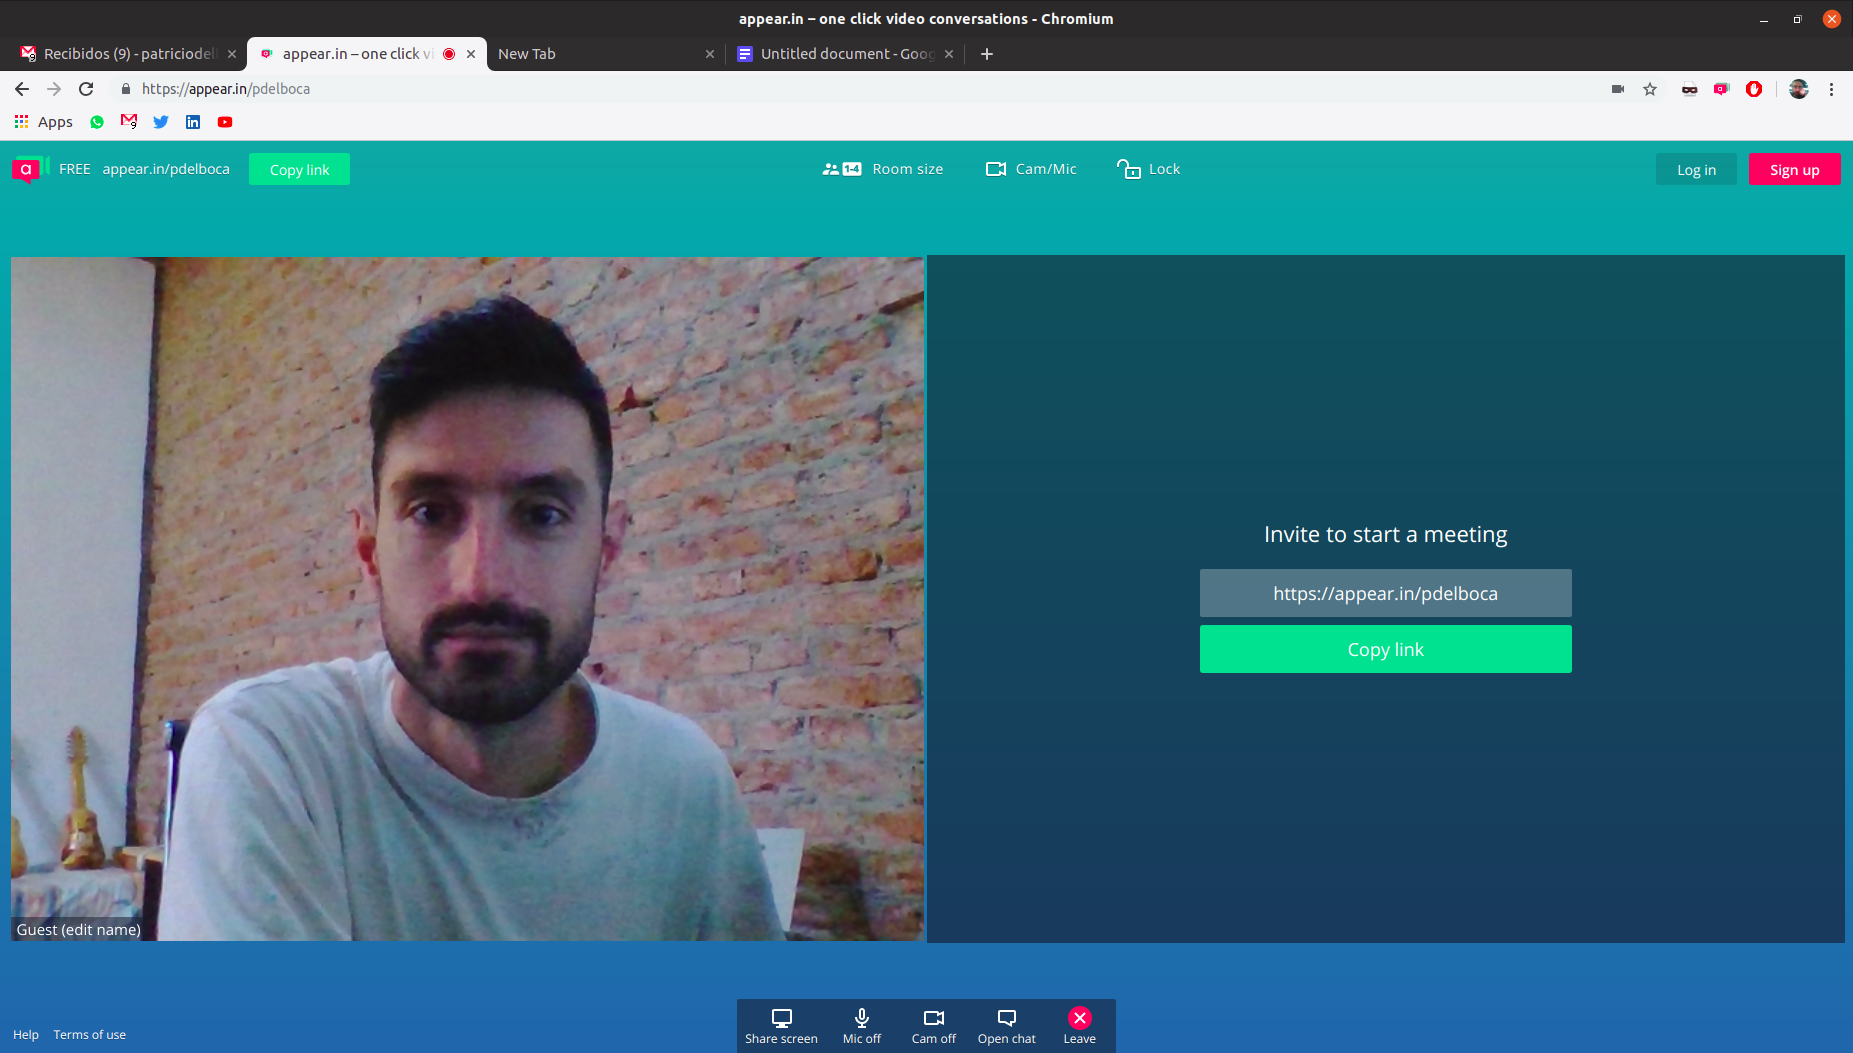 appear.in – one click video conversations - Chromium
Recibidos (9) - patriciodel
appear.in – one click vi
New Tab
Untitled document - Goog
https://appear.in/pdelboca
Apps
FREE appear.in/pdelboca Copy link
1-4 Room size Cam/Mic Lock
Log in Sign up
Invite to start a meeting
https://appear.in/pdelboca
Copy link
Guest (edit name)
Help Terms of use
Share screen Mic off Cam off Open chat Leave